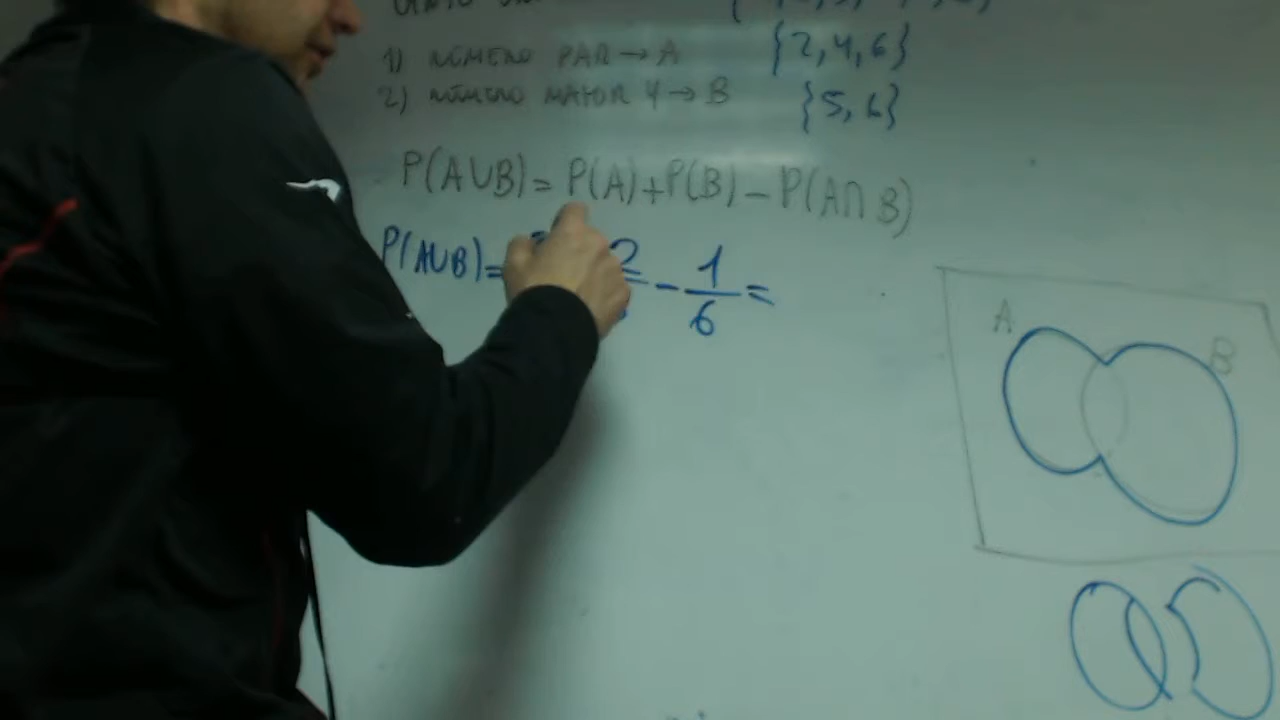 1) NÚMERO PAR → A {2,4,6}
2) NÚMERO MAIOR 4 → B {5,6}
P(A∪B) = P(A)+P(B) − P(A∩B)
P(A∪B) = 2 − 1/6 =
A
B